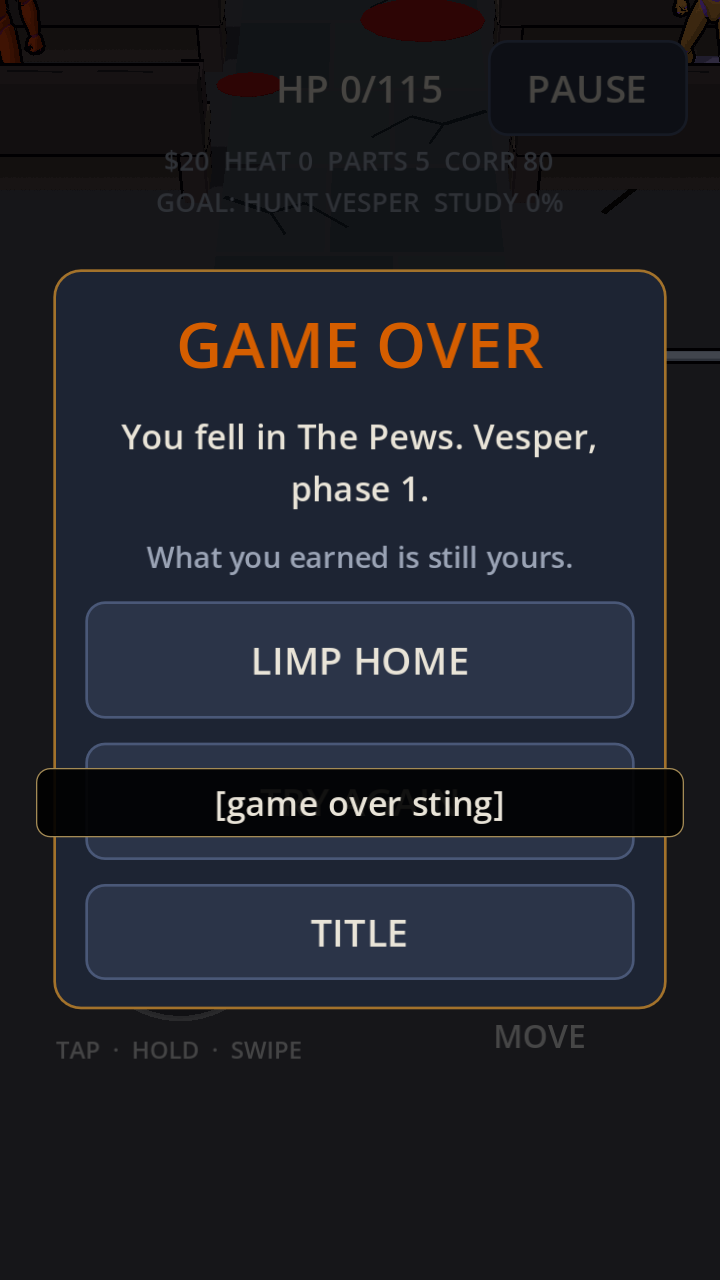 HP 0/115
PAUSE
$20 HEAT 0 PARTS 5 CORR 80
GOAL: HUNT VESPER STUDY 0%
GAME OVER
You fell in The Pews. Vesper,
phase 1.
What you earned is still yours.
LIMP HOME
[game over sting]
TITLE
TAP · HOLD · SWIPE
MOVE